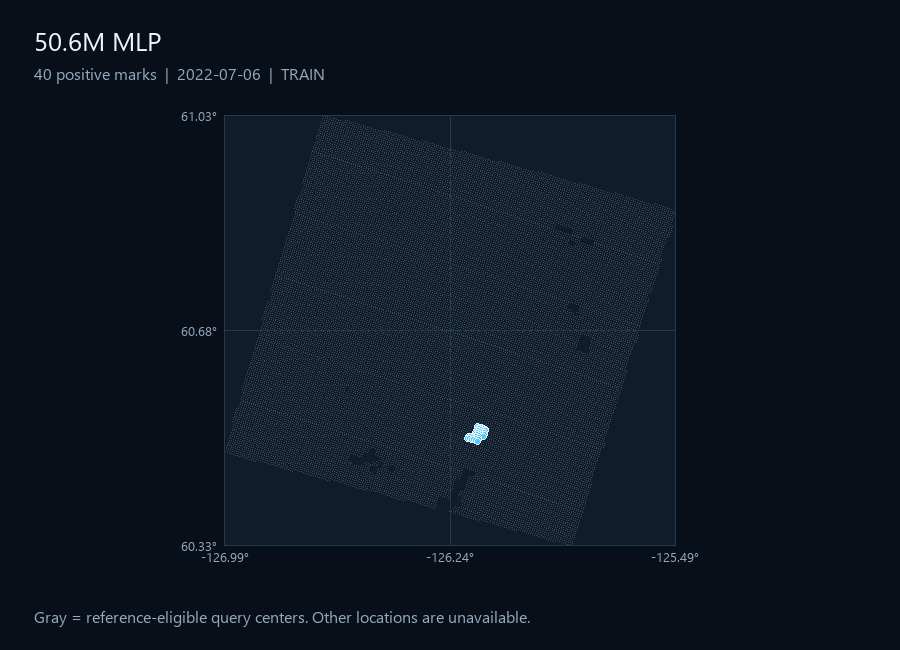 50.6M MLP
40 positive marks | 2022-07-06 | TRAIN
61.03°
60.68°
60.33°
-126.99°
-126.24°
-125.49°
Gray = reference-eligible query centers. Other locations are unavailable.